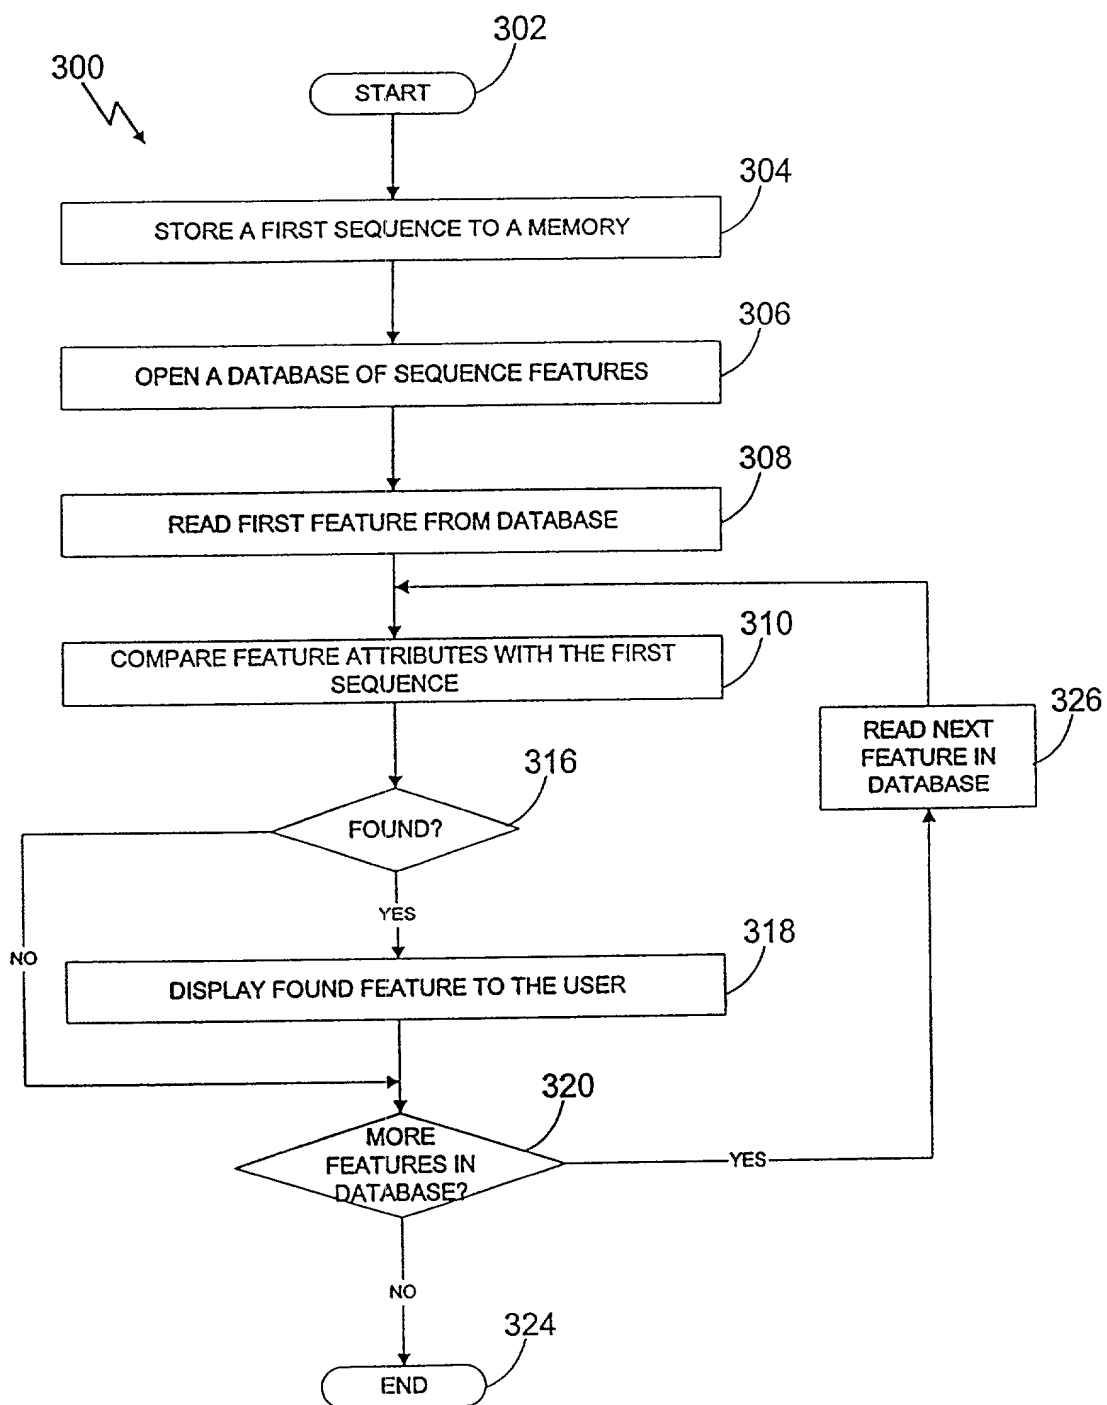 302
300
START
304
STORE A FIRST SEQUENCE TO A MEMORY
306
OPEN A DATABASE OF SEQUENCE FEATURES
308
READ FIRST FEATURE FROM DATABASE
310
COMPARE FEATURE ATTRIBUTES WITH THE FIRST
SEQUENCE
326
READ NEXT
FEATURE IN
DATABASE
316
FOUND?
YES
NO
318
DISPLAY FOUND FEATURE TO THE USER
320
MORE
FEATURES IN
DATABASE?
YES
NO
324
END